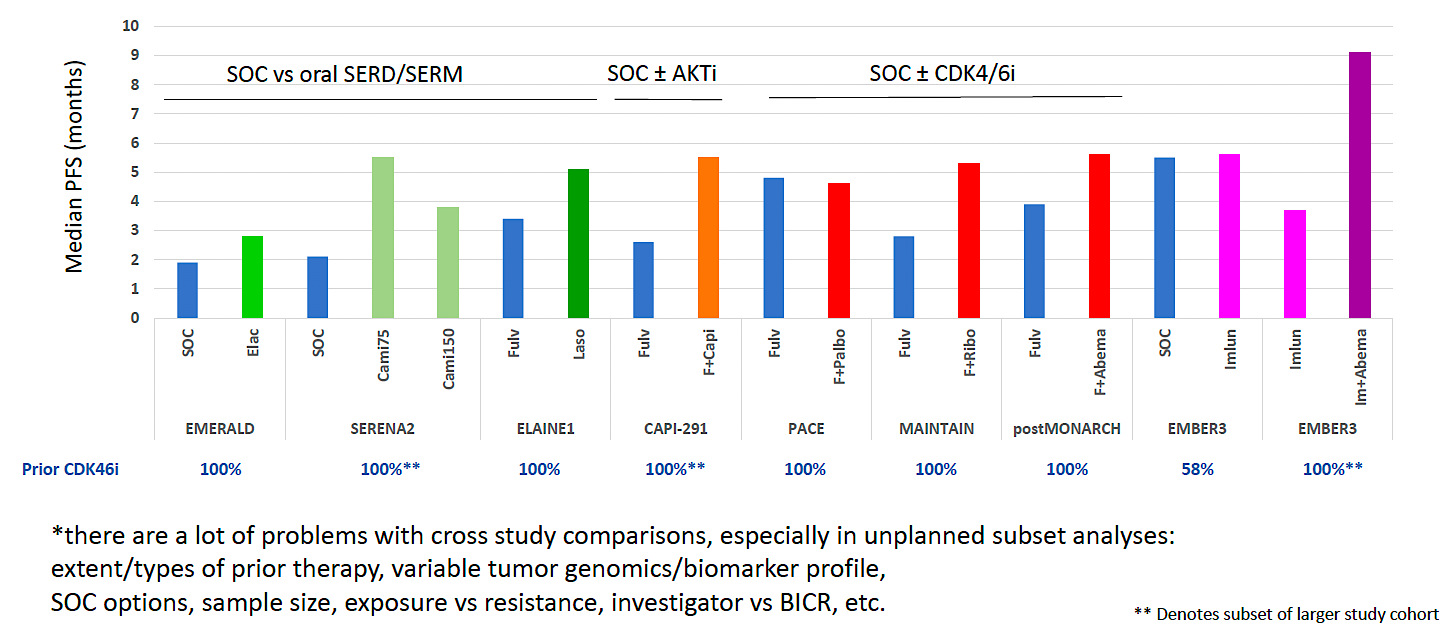 10
9
8
7
6
5
4
3
2
1
0
Median PFS (months)
SOC vs oral SERD/SERM
SOC ± AKTi
SOC ± CDK4/6i
SOC Elac SOC Cami75 Cami150 Fulv Laso Fulv F+Capi Fulv F+Palbo Fulv F+Ribo Fulv F+Abema SOC Imlun Imlun Im+Abema
EMERALD SERENA2 ELAINE1 CAPI-291 PACE MAINTAIN postMONARCH EMBER3 EMBER3
Prior CDK46i 100% 100%** 100% 100%** 100% 100% 100% 58% 100%**
*there are a lot of problems with cross study comparisons, especially in unplanned subset analyses:
extent/types of prior therapy, variable tumor genomics/biomarker profile,
SOC options, sample size, exposure vs resistance, investigator vs BICR, etc.
** Denotes subset of larger study cohort